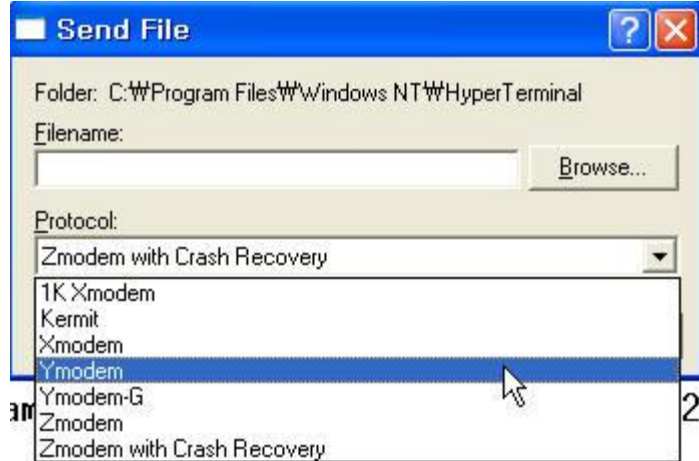 Send File
Folder: C:₩Program Files₩Windows NT₩HyperTerminal
Filename:
Browse...
Protocol:
Zmodem with Crash Recovery
1K Xmodem
Kermit
Xmodem
Ymodem
Ymodem-G
Zmodem
Zmodem with Crash Recovery
2